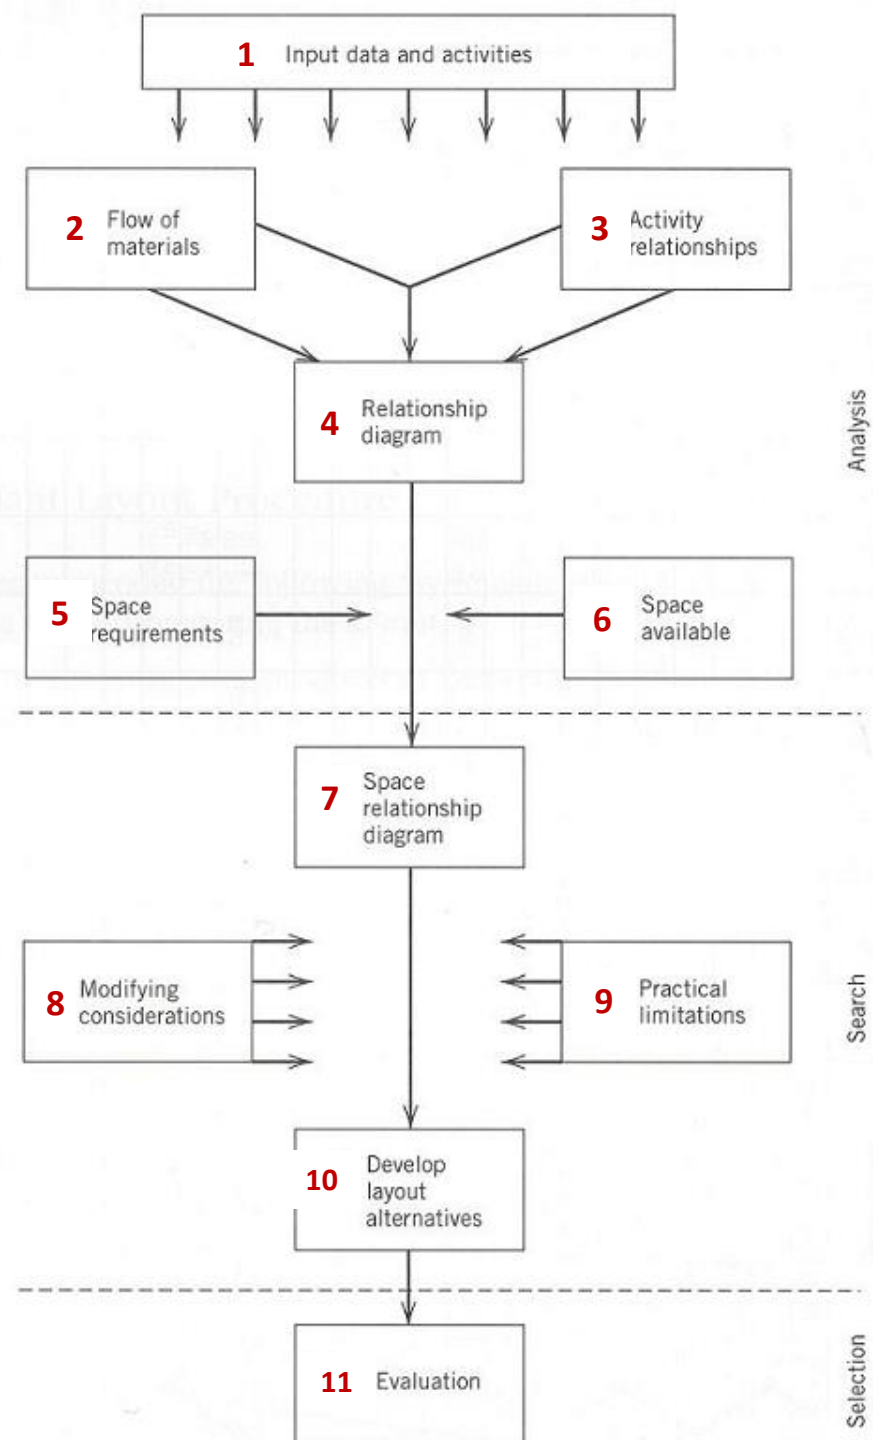 1 Input data and activities
2 Flow of
materials
3 Activity
relationships
4 Relationship
diagram
Analysis
5 Space
requirements
6 Space
available
7 Space
relationship
diagram
8 Modifying
considerations
9 Practical
limitations
Search
10 Develop
layout
alternatives
11 Evaluation
Selection